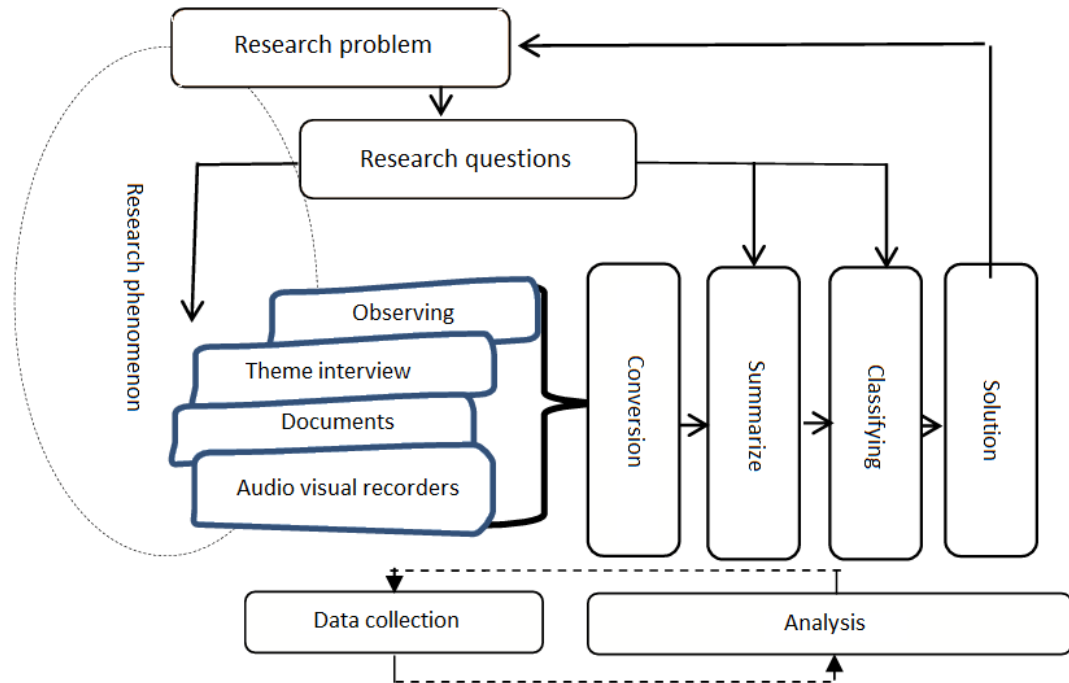 Research problem
Research questions
Research phenomenon
Observing
Theme interview
Documents
Audio visual recorders
Conversion
Summarize
Classifying
Solution
Data collection
Analysis